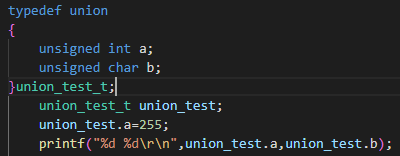 typedef union
{
    unsigned int a;
    unsigned char b;
}union_test_t;
    union_test_t union_test;
    union_test.a=255;
    printf("%d %d\r\n",union_test.a,union_test.b);